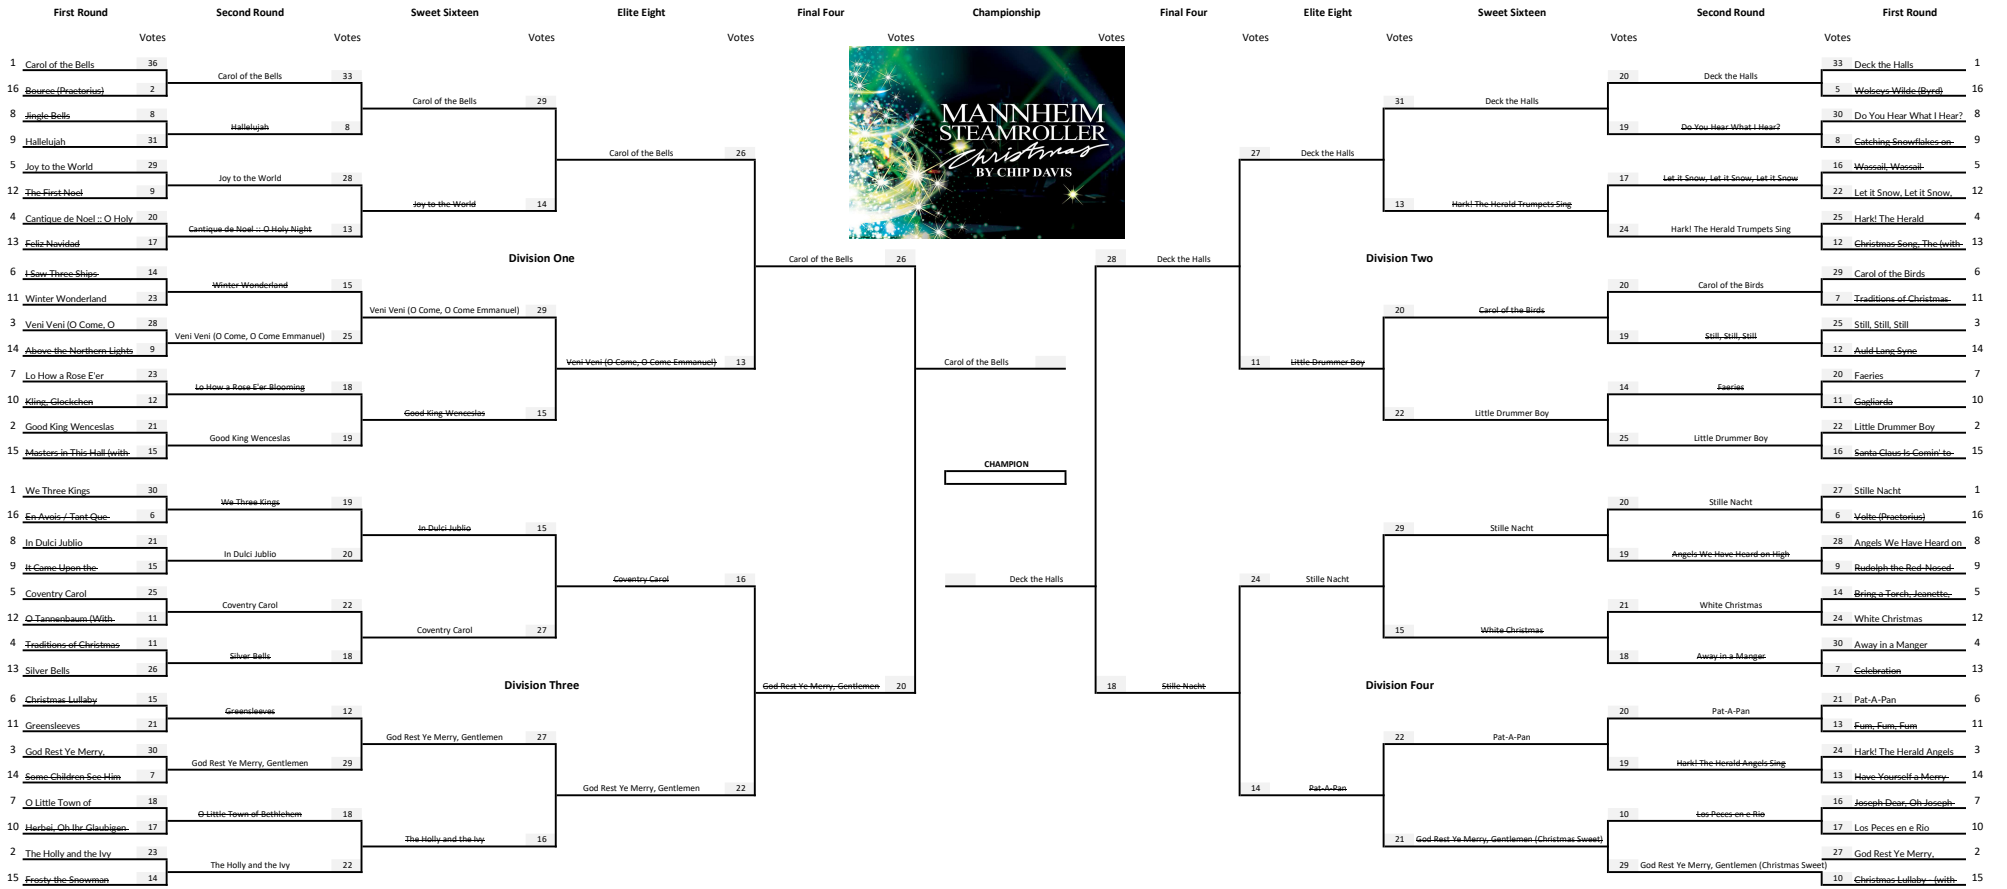 First Round Second Round Sweet Sixteen Elite Eight Final Four Championship Final Four Elite Eight Sweet Sixteen Second Round First Round
Votes Votes Votes Votes Votes Votes Votes Votes Votes Votes
MANNHEIM
STEAMROLLER
Christmas
BY CHIP DAVIS
Division One
1 Carol of the Bells 36
16 Bouree (Praetorius) 2
8 Jingle Bells 8
9 Hallelujah 31
5 Joy to the World 29
12 The First Noel 9
4 Cantique de Noel :: O Holy 20
13 Feliz Navidad 17
6 I Saw Three Ships 14
11 Winter Wonderland 23
3 Veni Veni (O Come, O 28
14 Above the Northern Lights 9
7 Lo How a Rose E'er 23
10 Kling, Glockchen 12
2 Good King Wenceslas 21
15 Masters in This Hall (with 15
Carol of the Bells 33
Hallelujah 8
Joy to the World 28
Cantique de Noel :: O Holy Night 13
Winter Wonderland 15
Veni Veni (O Come, O Come Emmanuel) 25
Lo How a Rose E'er Blooming 18
Good King Wenceslas 19
Carol of the Bells 29
Joy to the World 14
Veni Veni (O Come, O Come Emmanuel) 29
Good King Wenceslas 15
Carol of the Bells 26
Veni Veni (O Come, O Come Emmanuel) 13
Carol of the Bells 26
Division Three
1 We Three Kings 30
16 En Avois / Tant Que 6
8 In Dulci Jublio 21
9 It Came Upon the 15
5 Coventry Carol 25
12 O Tannenbaum (With 11
4 Traditions of Christmas 11
13 Silver Bells 26
6 Christmas Lullaby 15
11 Greensleeves 21
3 God Rest Ye Merry, 30
14 Some Children See Him 7
7 O Little Town of 18
10 Herbei, Oh Ihr Glaubigen 17
2 The Holly and the Ivy 23
15 Frosty the Snowman 14
We Three Kings 19
In Dulci Jublio 20
Coventry Carol 22
Silver Bells 18
Greensleeves 12
God Rest Ye Merry, Gentlemen 29
O Little Town of Bethlehem 18
The Holly and the Ivy 22
In Dulci Jublio 15
Coventry Carol 27
God Rest Ye Merry, Gentlemen 27
The Holly and the Ivy 16
Coventry Carol 16
God Rest Ye Merry, Gentlemen 22
God Rest Ye Merry, Gentlemen 20
Carol of the Bells
CHAMPION
Deck the Halls
Division Two
28 Deck the Halls
27 Deck the Halls
11 Little Drummer Boy
31 Deck the Halls
13 Hark! The Herald Trumpets Sing
20 Carol of the Birds
22 Little Drummer Boy
20 Deck the Halls
19 Do You Hear What I Hear?
17 Let it Snow, Let it Snow, Let it Snow
24 Hark! The Herald Trumpets Sing
20 Carol of the Birds
19 Still, Still, Still
14 Faeries
25 Little Drummer Boy
33 Deck the Halls 1
5 Wolseys Wilde (Byrd) 16
30 Do You Hear What I Hear? 8
8 Catching Snowflakes on 9
16 Wassail, Wassail 5
22 Let it Snow, Let it Snow, 12
25 Hark! The Herald 4
12 Christmas Song, The (with 13
29 Carol of the Birds 6
7 Traditions of Christmas 11
25 Still, Still, Still 3
12 Auld Lang Syne 14
20 Faeries 7
11 Gagliarda 10
22 Little Drummer Boy 2
16 Santa Claus Is Comin' to 15
Division Four
18 Stille Nacht
24 Stille Nacht
14 Pat-A-Pan
29 Stille Nacht
15 White Christmas
22 Pat-A-Pan
21 God Rest Ye Merry, Gentlemen (Christmas Sweet)
20 Stille Nacht
19 Angels We Have Heard on High
21 White Christmas
18 Away in a Manger
20 Pat-A-Pan
19 Hark! The Herald Angels Sing
10 Los Peces en e Rio
29 God Rest Ye Merry, Gentlemen (Christmas Sweet)
27 Stille Nacht 1
6 Volte (Praetorius) 16
28 Angels We Have Heard on 8
9 Rudolph the Red-Nosed 9
14 Bring a Torch, Jeanette, 5
24 White Christmas 12
30 Away in a Manger 4
7 Celebration 13
21 Pat-A-Pan 6
13 Fum, Fum, Fum 11
24 Hark! The Herald Angels 3
13 Have Yourself a Merry 14
16 Joseph Dear, Oh Joseph 7
17 Los Peces en e Rio 10
27 God Rest Ye Merry, 2
10 Christmas Lullaby - (with 15